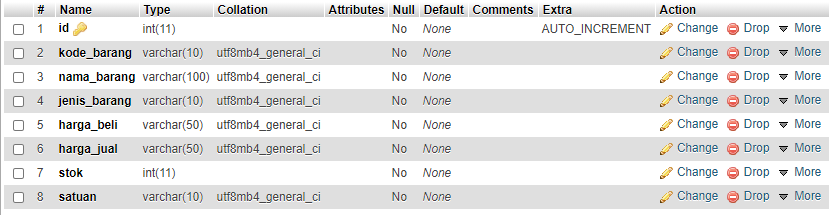 # Name Type Collation Attributes Null Default Comments Extra Action
1 id int(11) No None AUTO_INCREMENT Change Drop More
2 kode_barang varchar(10) utf8mb4_general_ci No None Change Drop More
3 nama_barang varchar(100) utf8mb4_general_ci No None Change Drop More
4 jenis_barang varchar(10) utf8mb4_general_ci No None Change Drop More
5 harga_beli varchar(50) utf8mb4_general_ci No None Change Drop More
6 harga_jual varchar(50) utf8mb4_general_ci No None Change Drop More
7 stok int(11) No None Change Drop More
8 satuan varchar(10) utf8mb4_general_ci No None Change Drop More